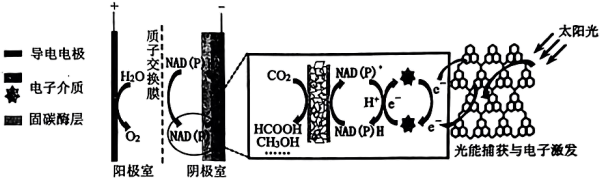 +
-
导电电极
电子介质
固碳酶层
质子交换膜
H₂O
O₂
NAD(P)
NAD(P)
阳极室
阴极室
CO₂
HCOOH
CH₃OH
……
NAD(P)⁺
H⁺
e⁻
NAD(P)H
e⁻
e⁻
太阳光
光能捕获与电子激发